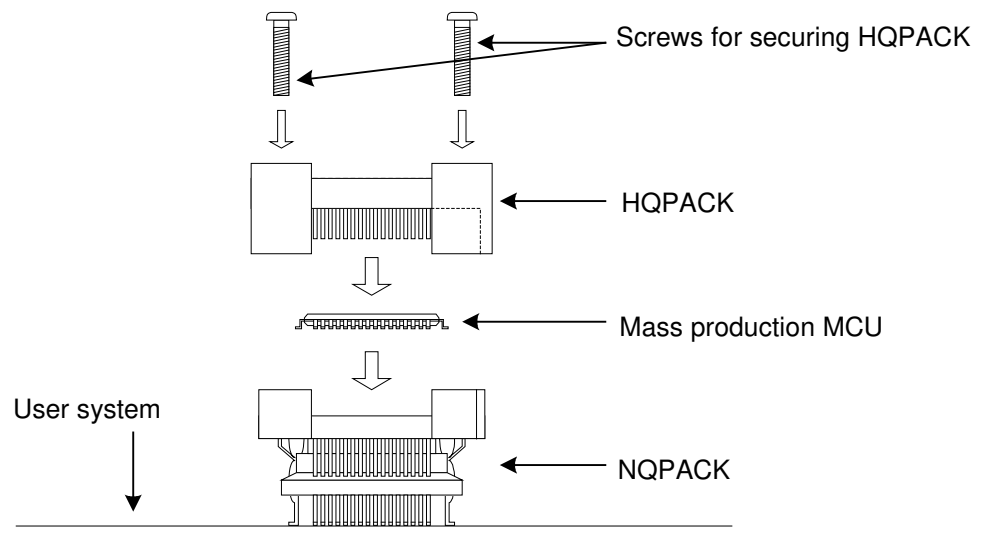 Screws for securing HQPACK
HQPACK
Mass production MCU
User system
NQPACK